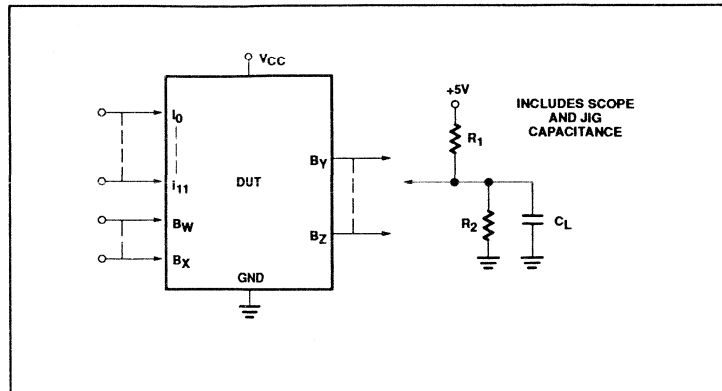 VCC
I0
i11
BW
BX
DUT
GND
BY
BZ
+5V
R1
R2
CL
INCLUDES SCOPE
AND JIG
CAPACITANCE